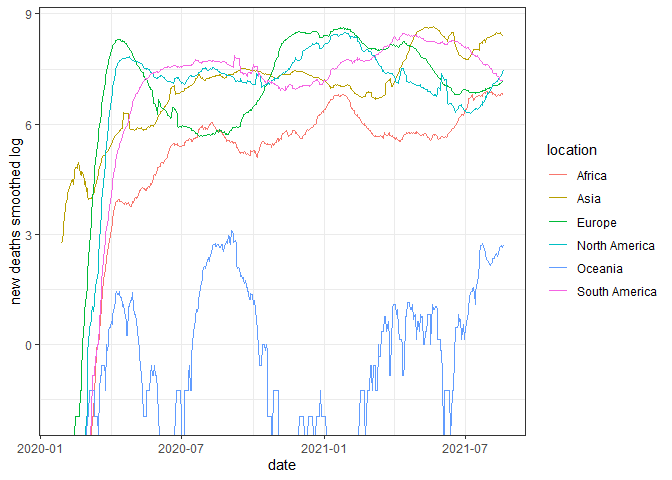 9
6
3
0
new deaths smoothed log
2020-01
2020-07
2021-01
2021-07
date
location
Africa
Asia
Europe
North America
Oceania
South America